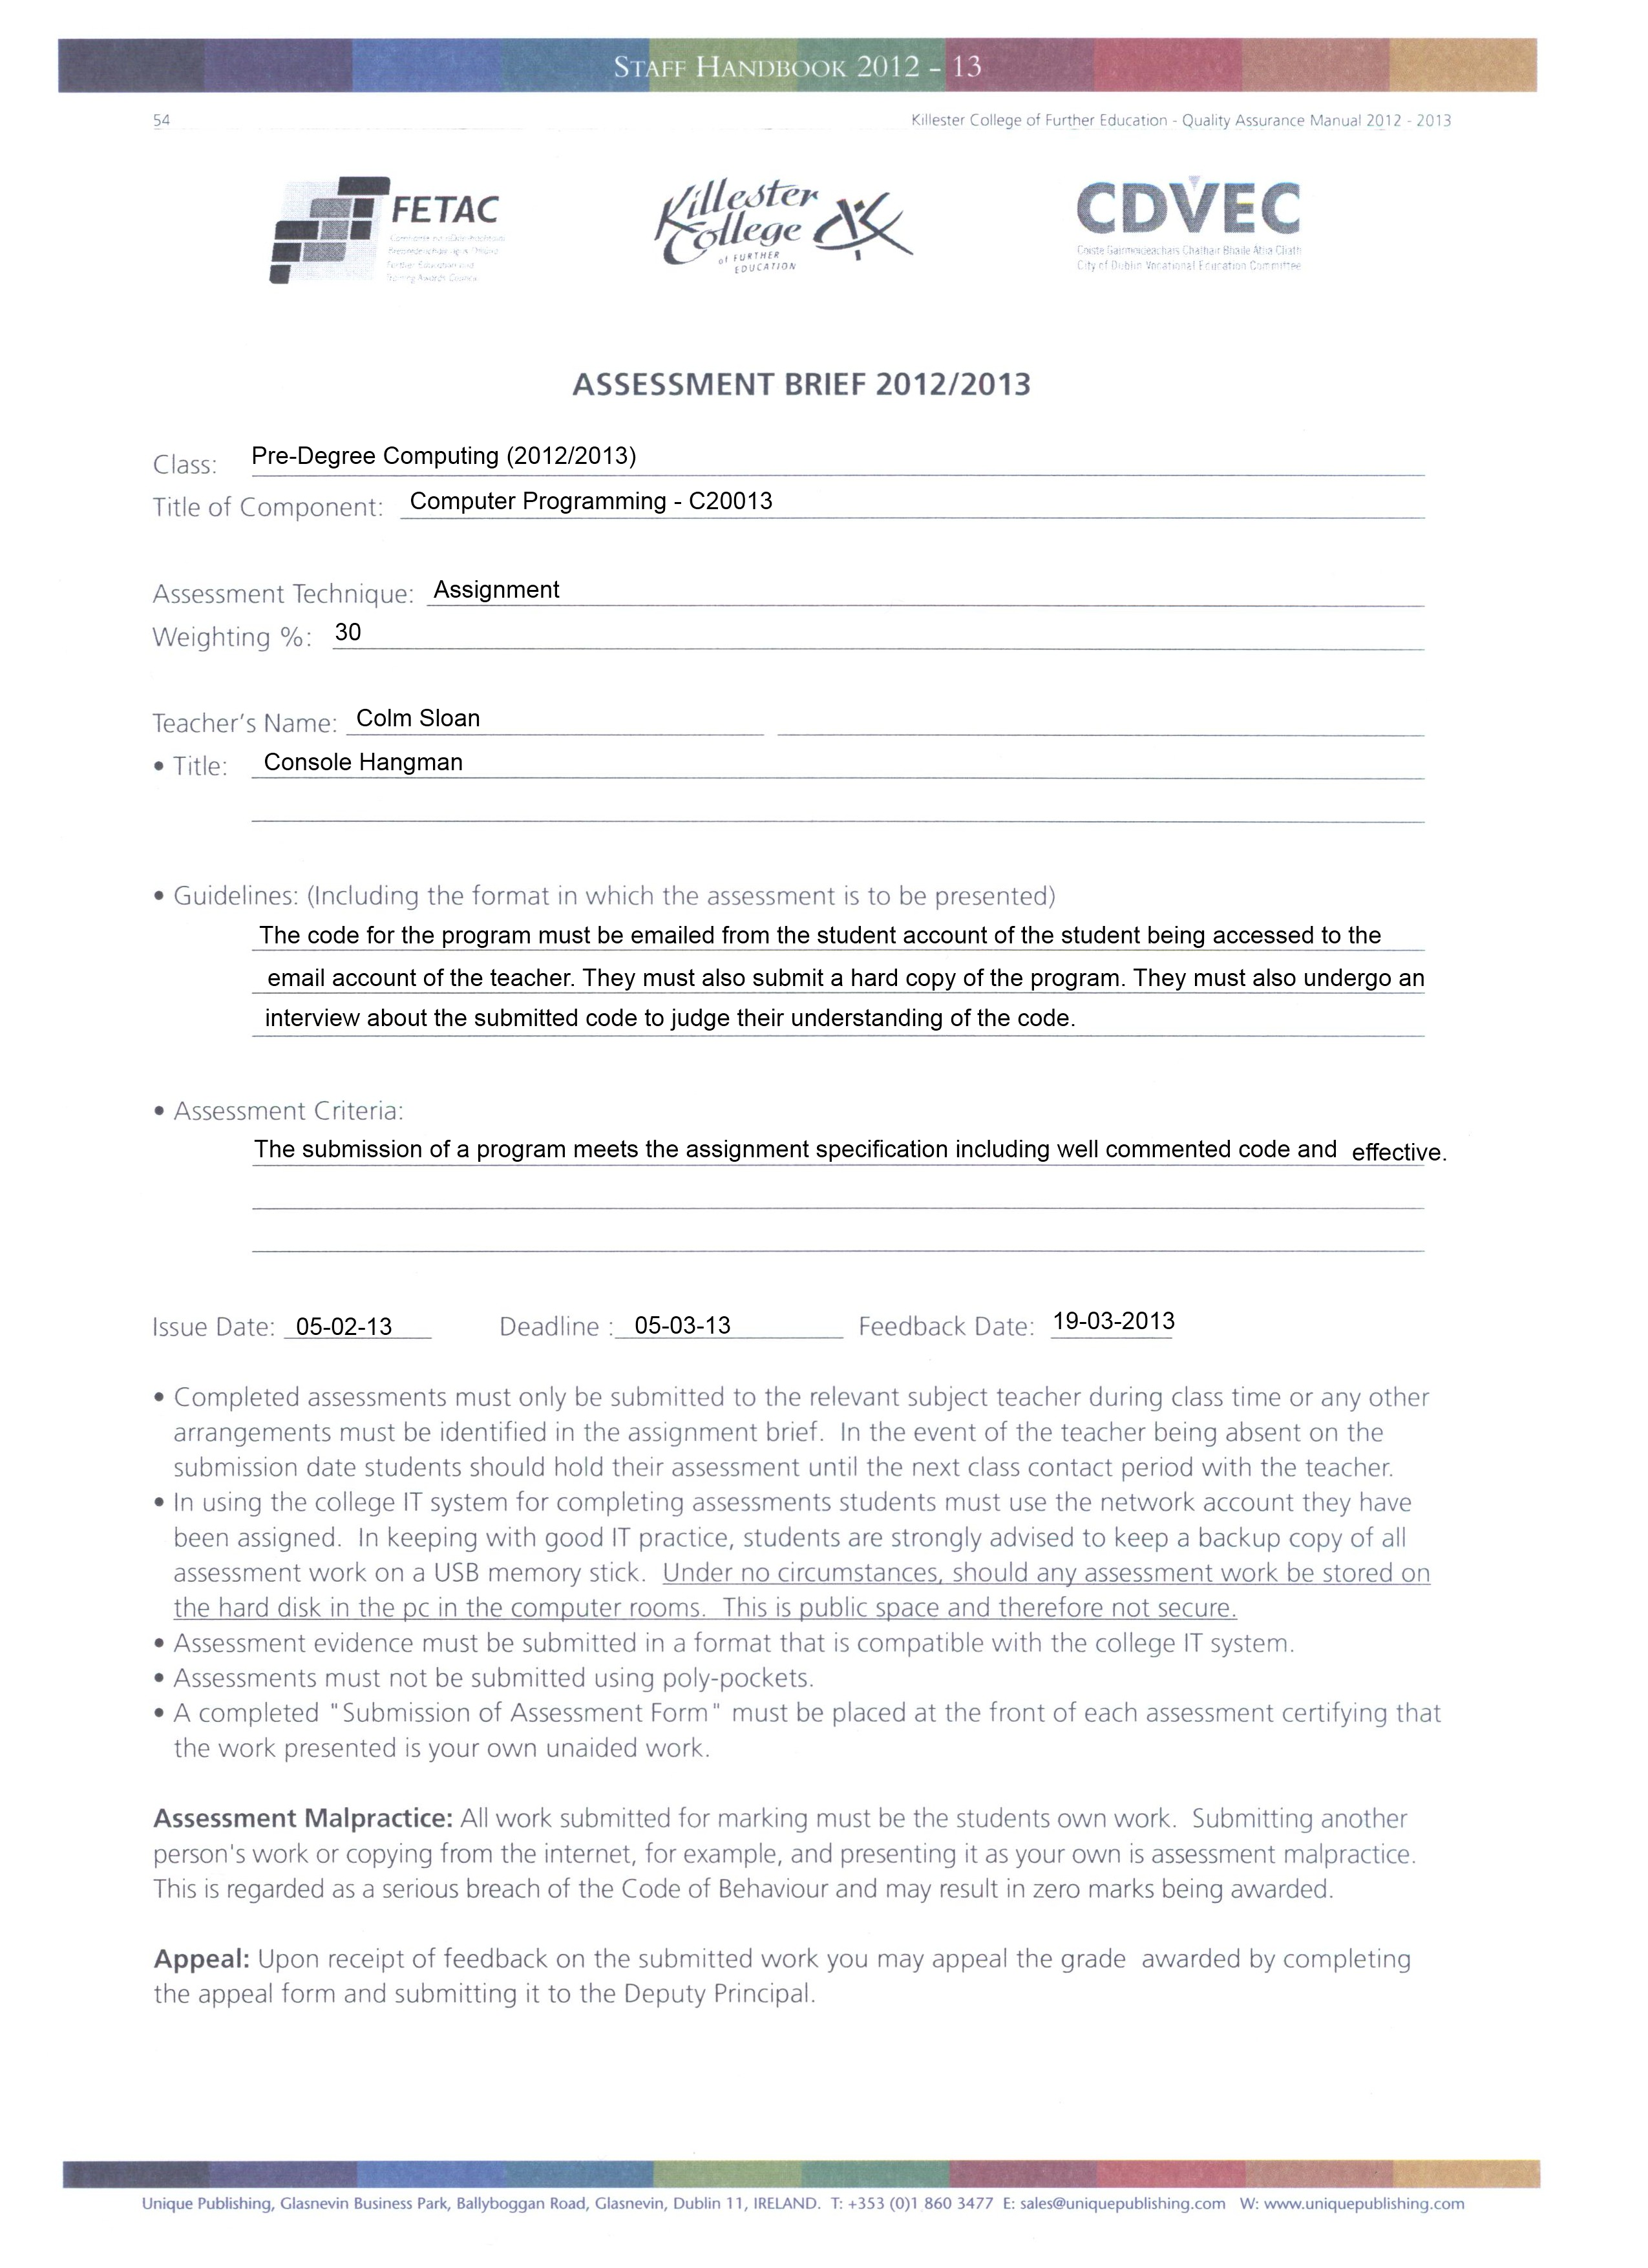 STAFF HANDBOOK 2012 – 13
54
Killester College of Further Education - Quality Assurance Manual 2012 - 2013
FETAC
Further Education and
Training Awards Council
Killester
College
of FURTHER
EDUCATION
CDVEC
Coiste Gairmoideachais Chathair Bhaile Átha Cliath
City of Dublin Vocational Education Committee
ASSESSMENT BRIEF 2012/2013
Class: Pre-Degree Computing (2012/2013)
Title of Component: Computer Programming - C20013
Assessment Technique: Assignment
Weighting %: 30
Teacher's Name: Colm Sloan
• Title: Console Hangman
• Guidelines: (Including the format in which the assessment is to be presented)
The code for the program must be emailed from the student account of the student being accessed to the
email account of the teacher. They must also submit a hard copy of the program. They must also undergo an
interview about the submitted code to judge their understanding of the code.
• Assessment Criteria:
The submission of a program meets the assignment specification including well commented code and effective.
Issue Date: 05-02-13 Deadline : 05-03-13 Feedback Date: 19-03-2013
• Completed assessments must only be submitted to the relevant subject teacher during class time or any other
arrangements must be identified in the assignment brief. In the event of the teacher being absent on the
submission date students should hold their assessment until the next class contact period with the teacher.
• In using the college IT system for completing assessments students must use the network account they have
been assigned. In keeping with good IT practice, students are strongly advised to keep a backup copy of all
assessment work on a USB memory stick. Under no circumstances, should any assessment work be stored on
the hard disk in the pc in the computer rooms. This is public space and therefore not secure.
• Assessment evidence must be submitted in a format that is compatible with the college IT system.
• Assessments must not be submitted using poly-pockets.
• A completed "Submission of Assessment Form" must be placed at the front of each assessment certifying that
the work presented is your own unaided work.
Assessment Malpractice: All work submitted for marking must be the students own work. Submitting another
person's work or copying from the internet, for example, and presenting it as your own is assessment malpractice.
This is regarded as a serious breach of the Code of Behaviour and may result in zero marks being awarded.
Appeal: Upon receipt of feedback on the submitted work you may appeal the grade awarded by completing
the appeal form and submitting it to the Deputy Principal.
Unique Publishing, Glasnevin Business Park, Ballyboggan Road, Glasnevin, Dublin 11, IRELAND. T: +353 (0)1 860 3477 E: sales@uniquepublishing.com W: www.uniquepublishing.com